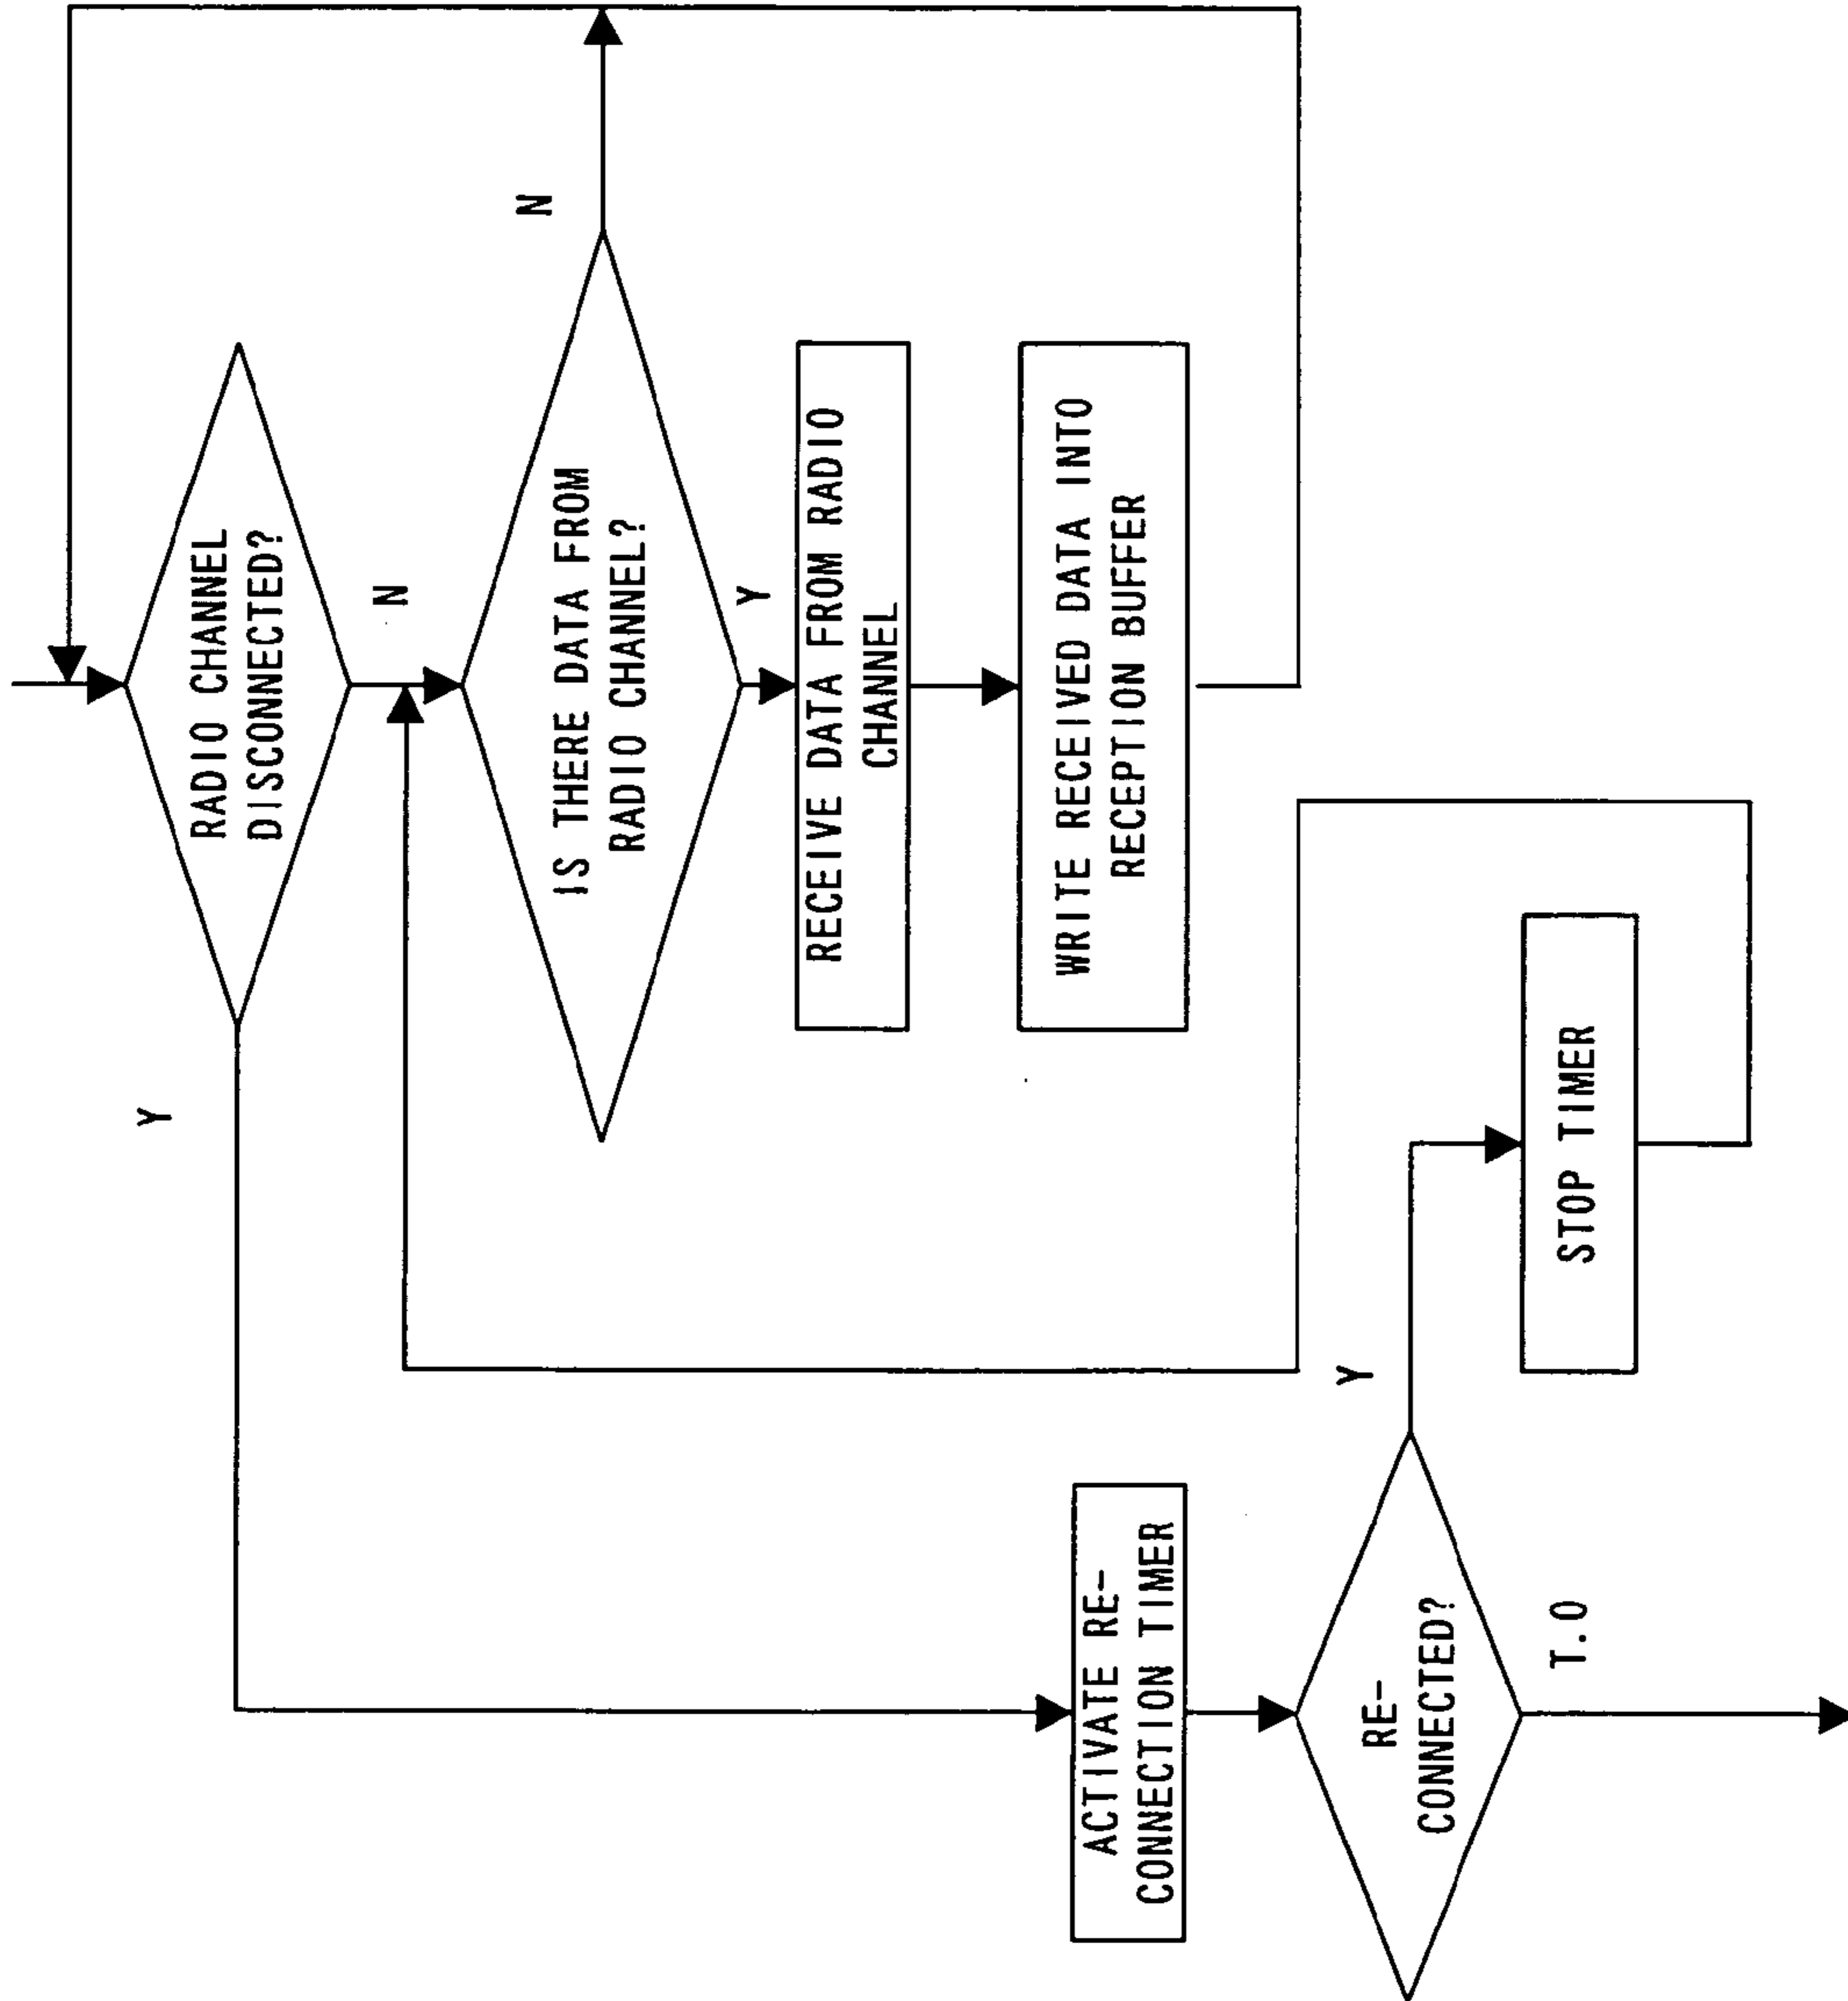 RADIO CHANNEL
DISCONNECTED?
Y
N
IS THERE DATA FROM
RADIO CHANNEL?
N
Y
RECEIVE DATA FROM RADIO
CHANNEL
WRITE RECEIVED DATA INTO
RECEPTION BUFFER
ACTIVATE RE-
CONNECTION TIMER
RE-
CONNECTED?
Y
T.O
STOP TIMER